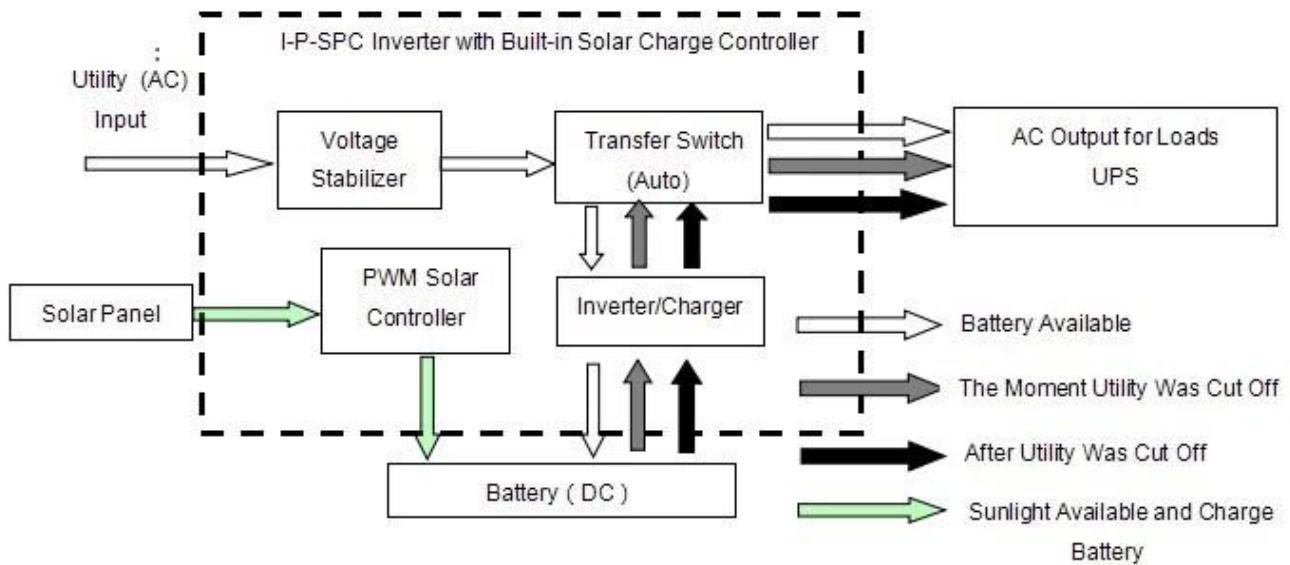 I-P-SPC Inverter with Built-in Solar Charge Controller
:
Utility (AC)
Input
Voltage
Stabilizer
Transfer Switch
(Auto)
AC Output for Loads
UPS
Solar Panel
PWM Solar
Controller
Inverter/Charger
Battery ( DC )
Battery Available
The Moment Utility Was Cut Off
After Utility Was Cut Off
Sunlight Available and Charge
Battery